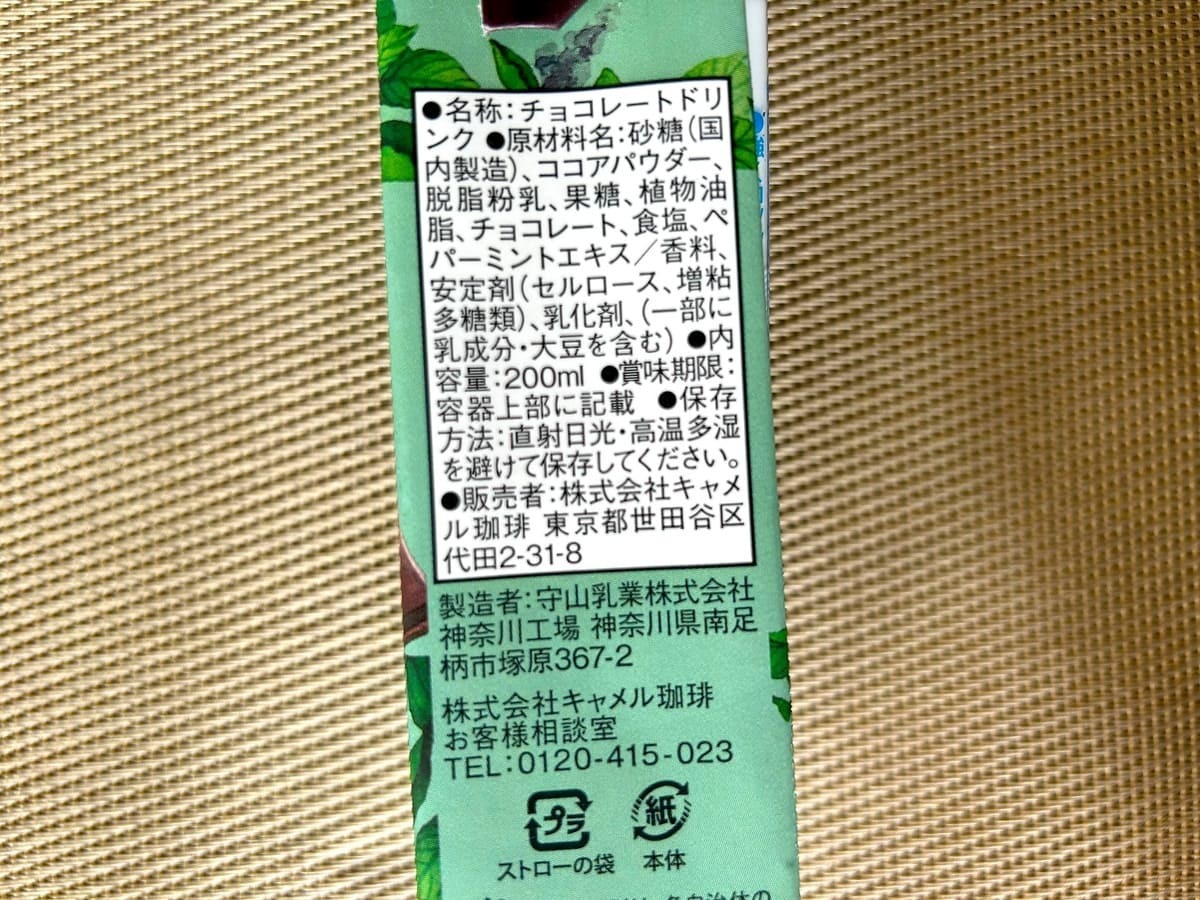 ●名称：チョコレートドリ
ンク ●原材料名：砂糖（国
内製造）、ココアパウダー、
脱脂粉乳、果糖、植物油
脂、チョコレート、食塩、ペ
パーミントエキス／香料、
安定剤（セルロース、増粘
多糖類）、乳化剤、（一部に
乳成分・大豆を含む） ●内
容量：200ml ●賞味期限：
容器上部に記載 ●保存
方法：直射日光・高温多湿
を避けて保存してください。
●販売者：株式会社キャメ
ル珈琲 東京都世田谷区
代田2-31-8
製造者：守山乳業株式会社
神奈川工場 神奈川県南足
柄市塚原367-2
株式会社キャメル珈琲
お客様相談室
TEL：0120-415-023
プラ 紙
ストローの袋 本体